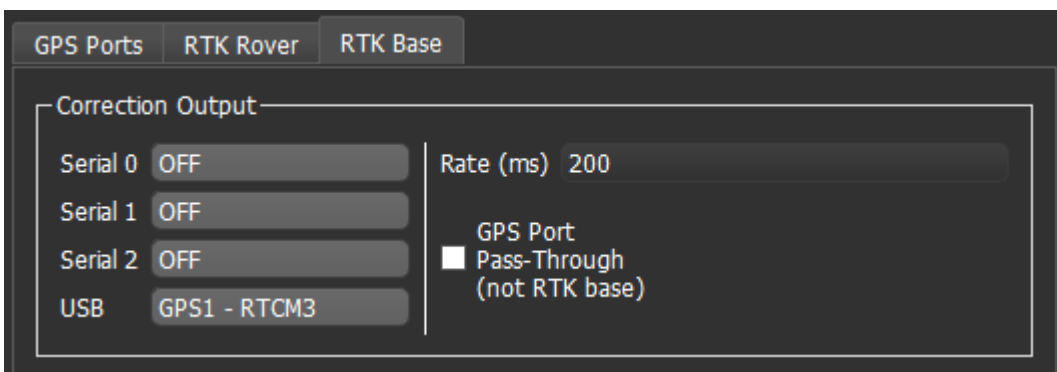 GPS Ports RTK Rover RTK Base
Correction Output
Serial 0 OFF
Serial 1 OFF
Serial 2 OFF
USB GPS1 - RTCM3
Rate (ms) 200
GPS Port
Pass-Through
(not RTK base)